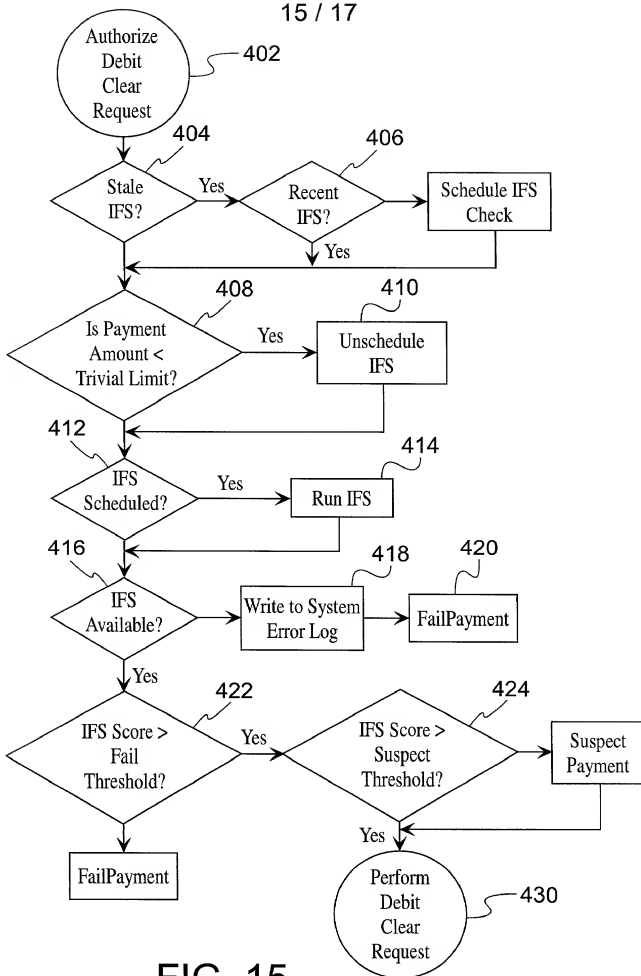 15 / 17
Authorize
Debit
Clear
Request
402
404
Stale
IFS?
Yes
406
Recent
IFS?
Yes
Schedule IFS
Check
408
Is Payment
Amount <
Trivial Limit?
Yes
410
Unschedule
IFS
412
IFS
Scheduled?
Yes
414
Run IFS
416
IFS
Available?
Yes
418
Write to System
Error Log
420
FailPayment
422
IFS Score >
Fail
Threshold?
Yes
424
IFS Score >
Suspect
Threshold?
Yes
Suspect
Payment
FailPayment
Perform
Debit
Clear
Request
430
FIG. 15